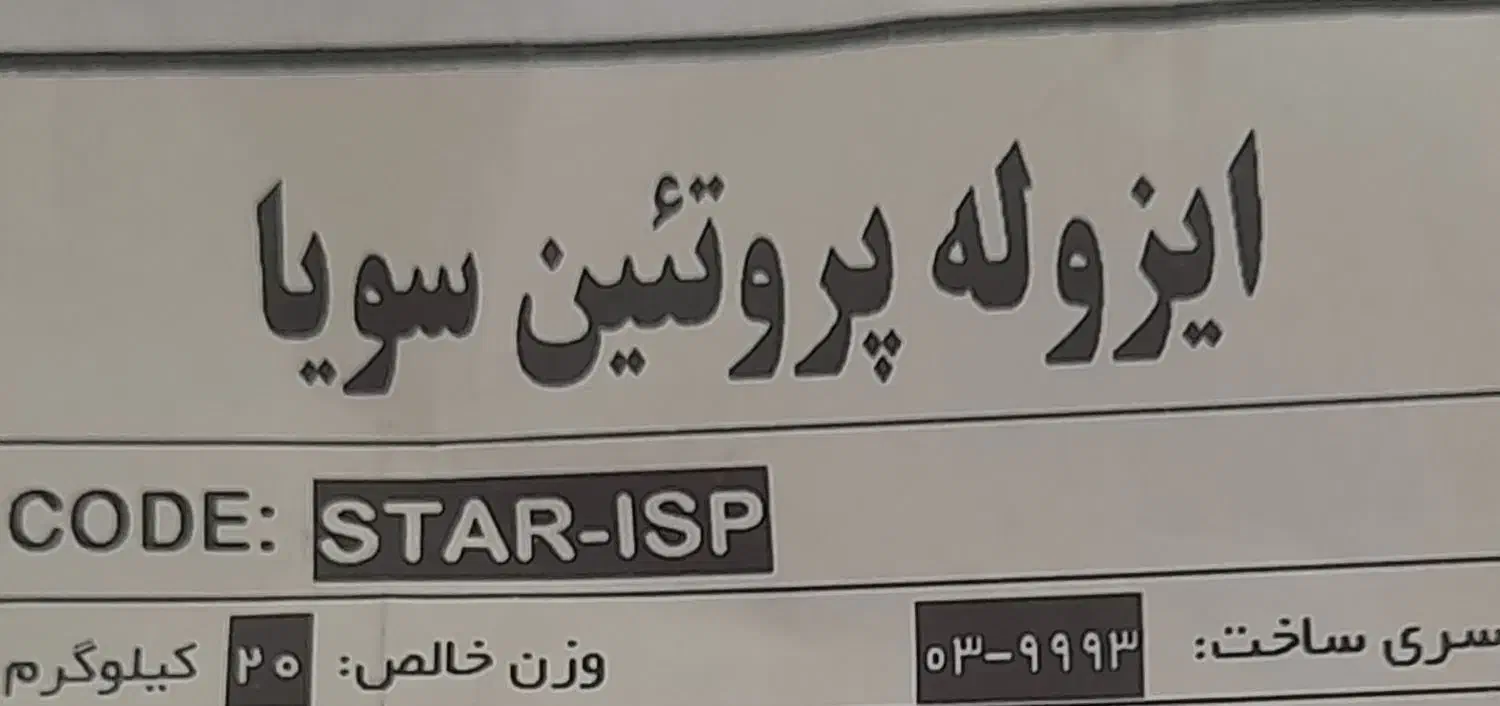 ایزوله پروتئین سویا
CODE: STAR-ISP
سری ساخت: ۰۳-۹۹۹۳
وزن خالص: ۲۰ کیلوگرم